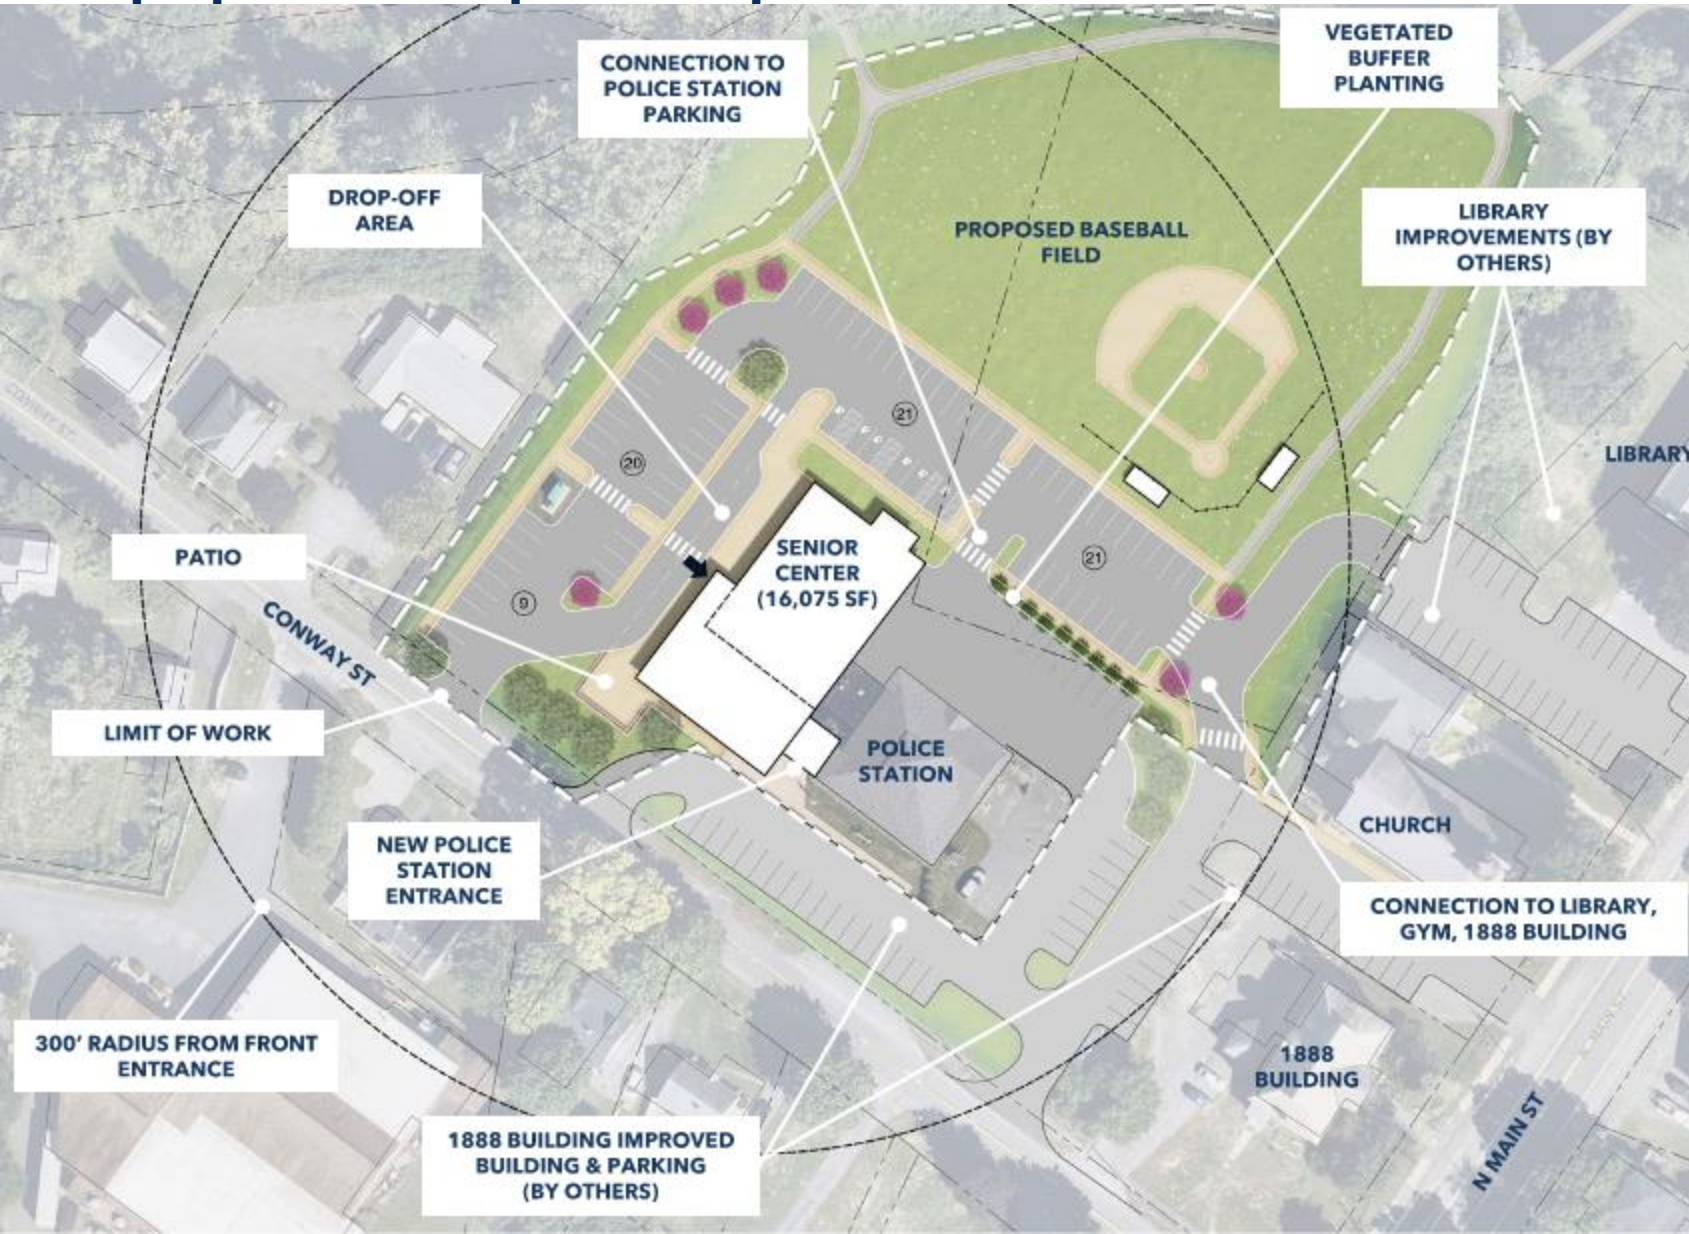 VEGETATED
BUFFER
PLANTING
CONNECTION TO
POLICE STATION
PARKING
DROP-OFF
AREA
LIBRARY
IMPROVEMENTS (BY
OTHERS)
PROPOSED BASEBALL
FIELD
21
LIBRARY
20
PATIO
SENIOR
CENTER
(16,075 SF)
21
9
CONWAY ST
LIMIT OF WORK
POLICE
STATION
CHURCH
NEW POLICE
STATION
ENTRANCE
CONNECTION TO LIBRARY,
GYM, 1888 BUILDING
300' RADIUS FROM FRONT
ENTRANCE
1888
BUILDING
1888 BUILDING IMPROVED
BUILDING & PARKING
(BY OTHERS)
N MAIN ST